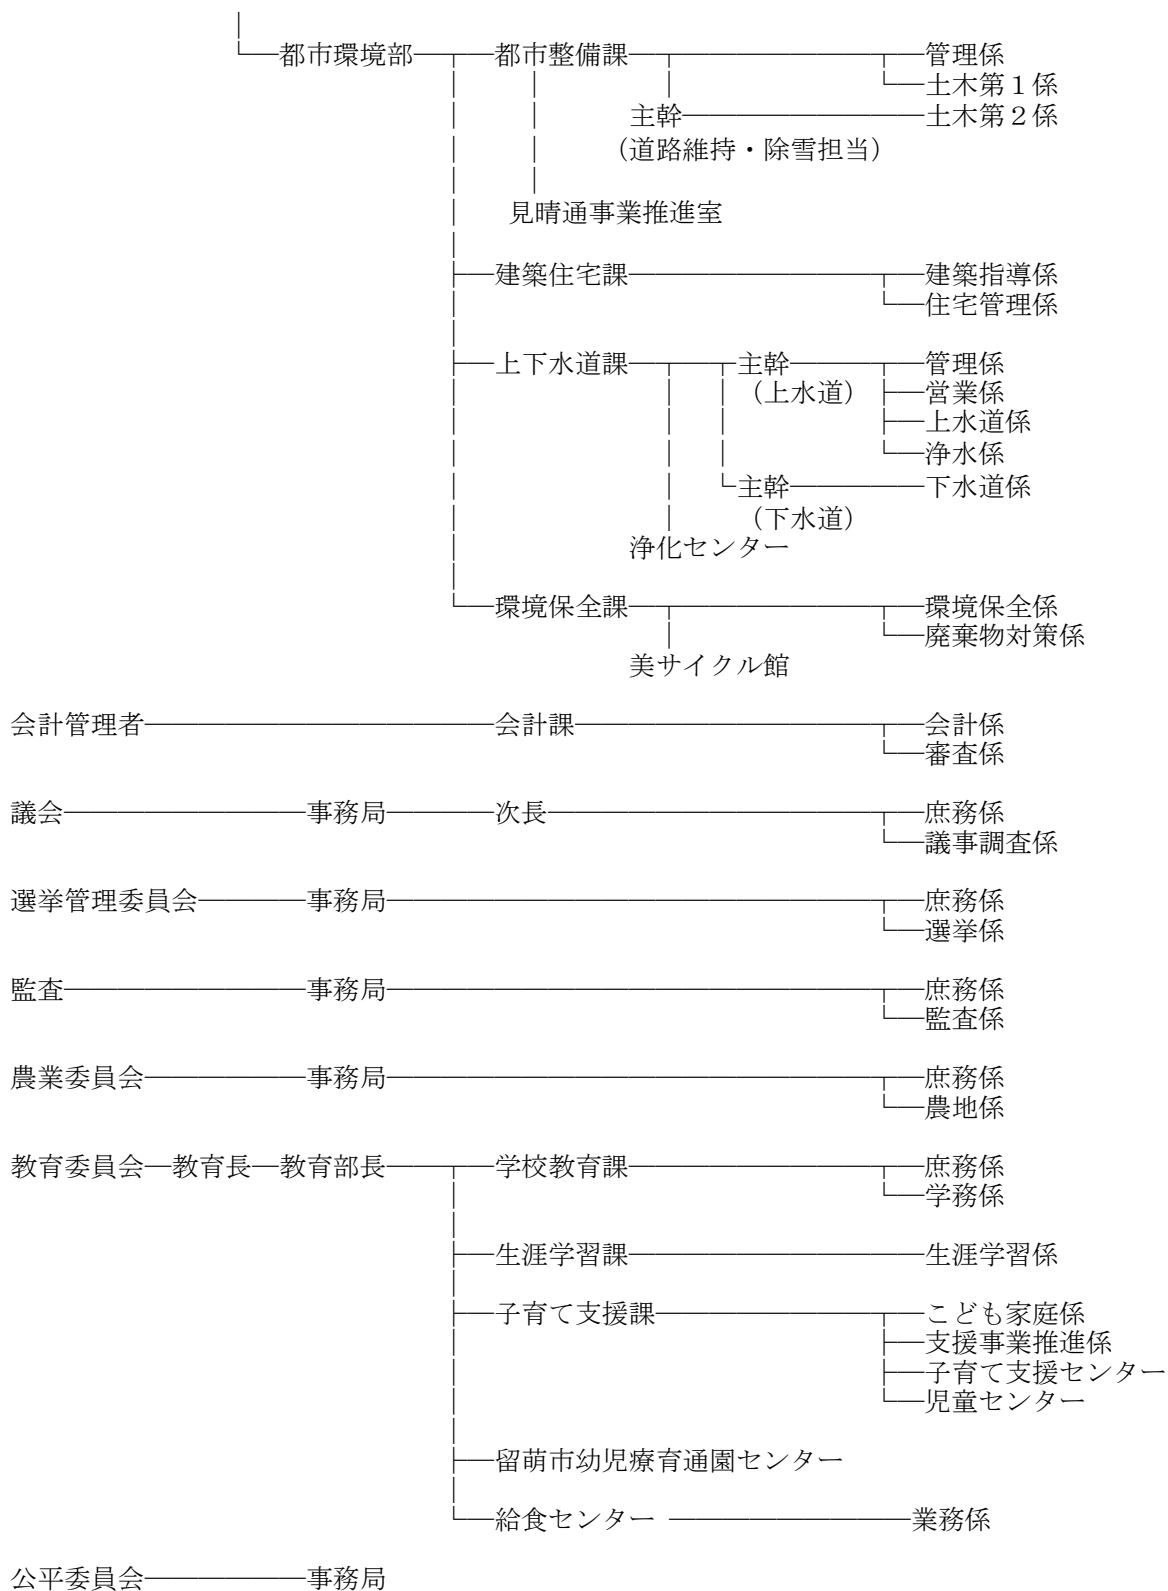 都市環境部 都市整備課 管理係
土木第１係
主幹 土木第２係
（道路維持・除雪担当）
見晴通事業推進室
建築住宅課 建築指導係
住宅管理係
上下水道課 主幹 管理係
（上水道） 営業係
上水道係
浄水係
主幹 下水道係
（下水道）
浄化センター
環境保全課 環境保全係
廃棄物対策係
美サイクル館
会計管理者 会計課 会計係
審査係
議会 事務局 次長 庶務係
議事調査係
選挙管理委員会 事務局 庶務係
選挙係
監査 事務局 庶務係
監査係
農業委員会 事務局 庶務係
農地係
教育委員会 教育長 教育部長 学校教育課 庶務係
学務係
生涯学習課 生涯学習係
子育て支援課 こども家庭係
支援事業推進係
子育て支援センター
児童センター
留萌市幼児療育通園センター
給食センター 業務係
公平委員会 事務局